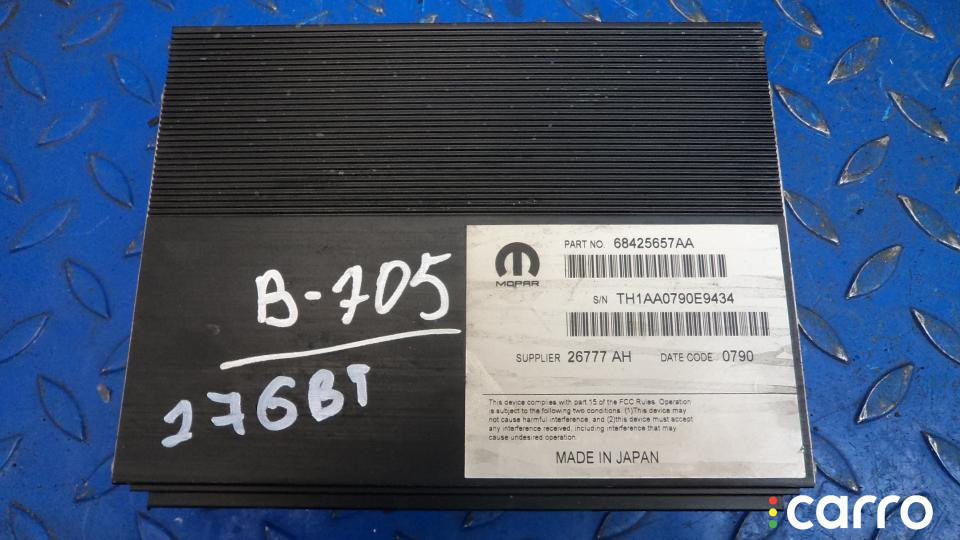 PART NO. 68425657AA
MOPAR
S/N TH1AA0790E9434
B-705
SUPPLIER 26777 AH DATE CODE 0790
276BT
This device complies with part 15 of the FCC Rules. Operation
is subject to the following two conditions. (1)This device may
not cause harmful interference, and (2)this device must accept
any interference received, including interference that may
cause undesired operation.
MADE IN JAPAN
carro